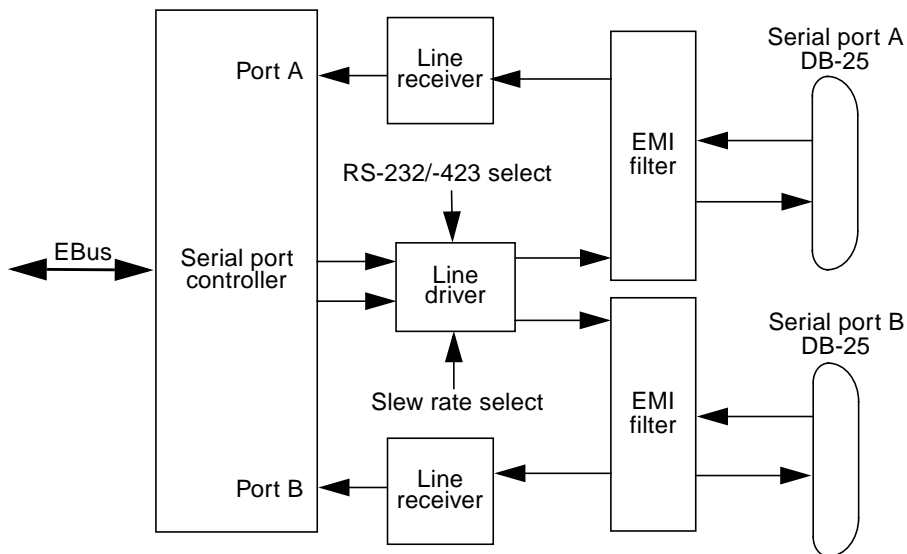 Serial port A
DB-25
Line
receiver
Port A
EMI
filter
RS-232/-423 select
EBus
Serial port
controller
Line
driver
Serial port B
DB-25
Slew rate select
EMI
filter
Port B
Line
receiver